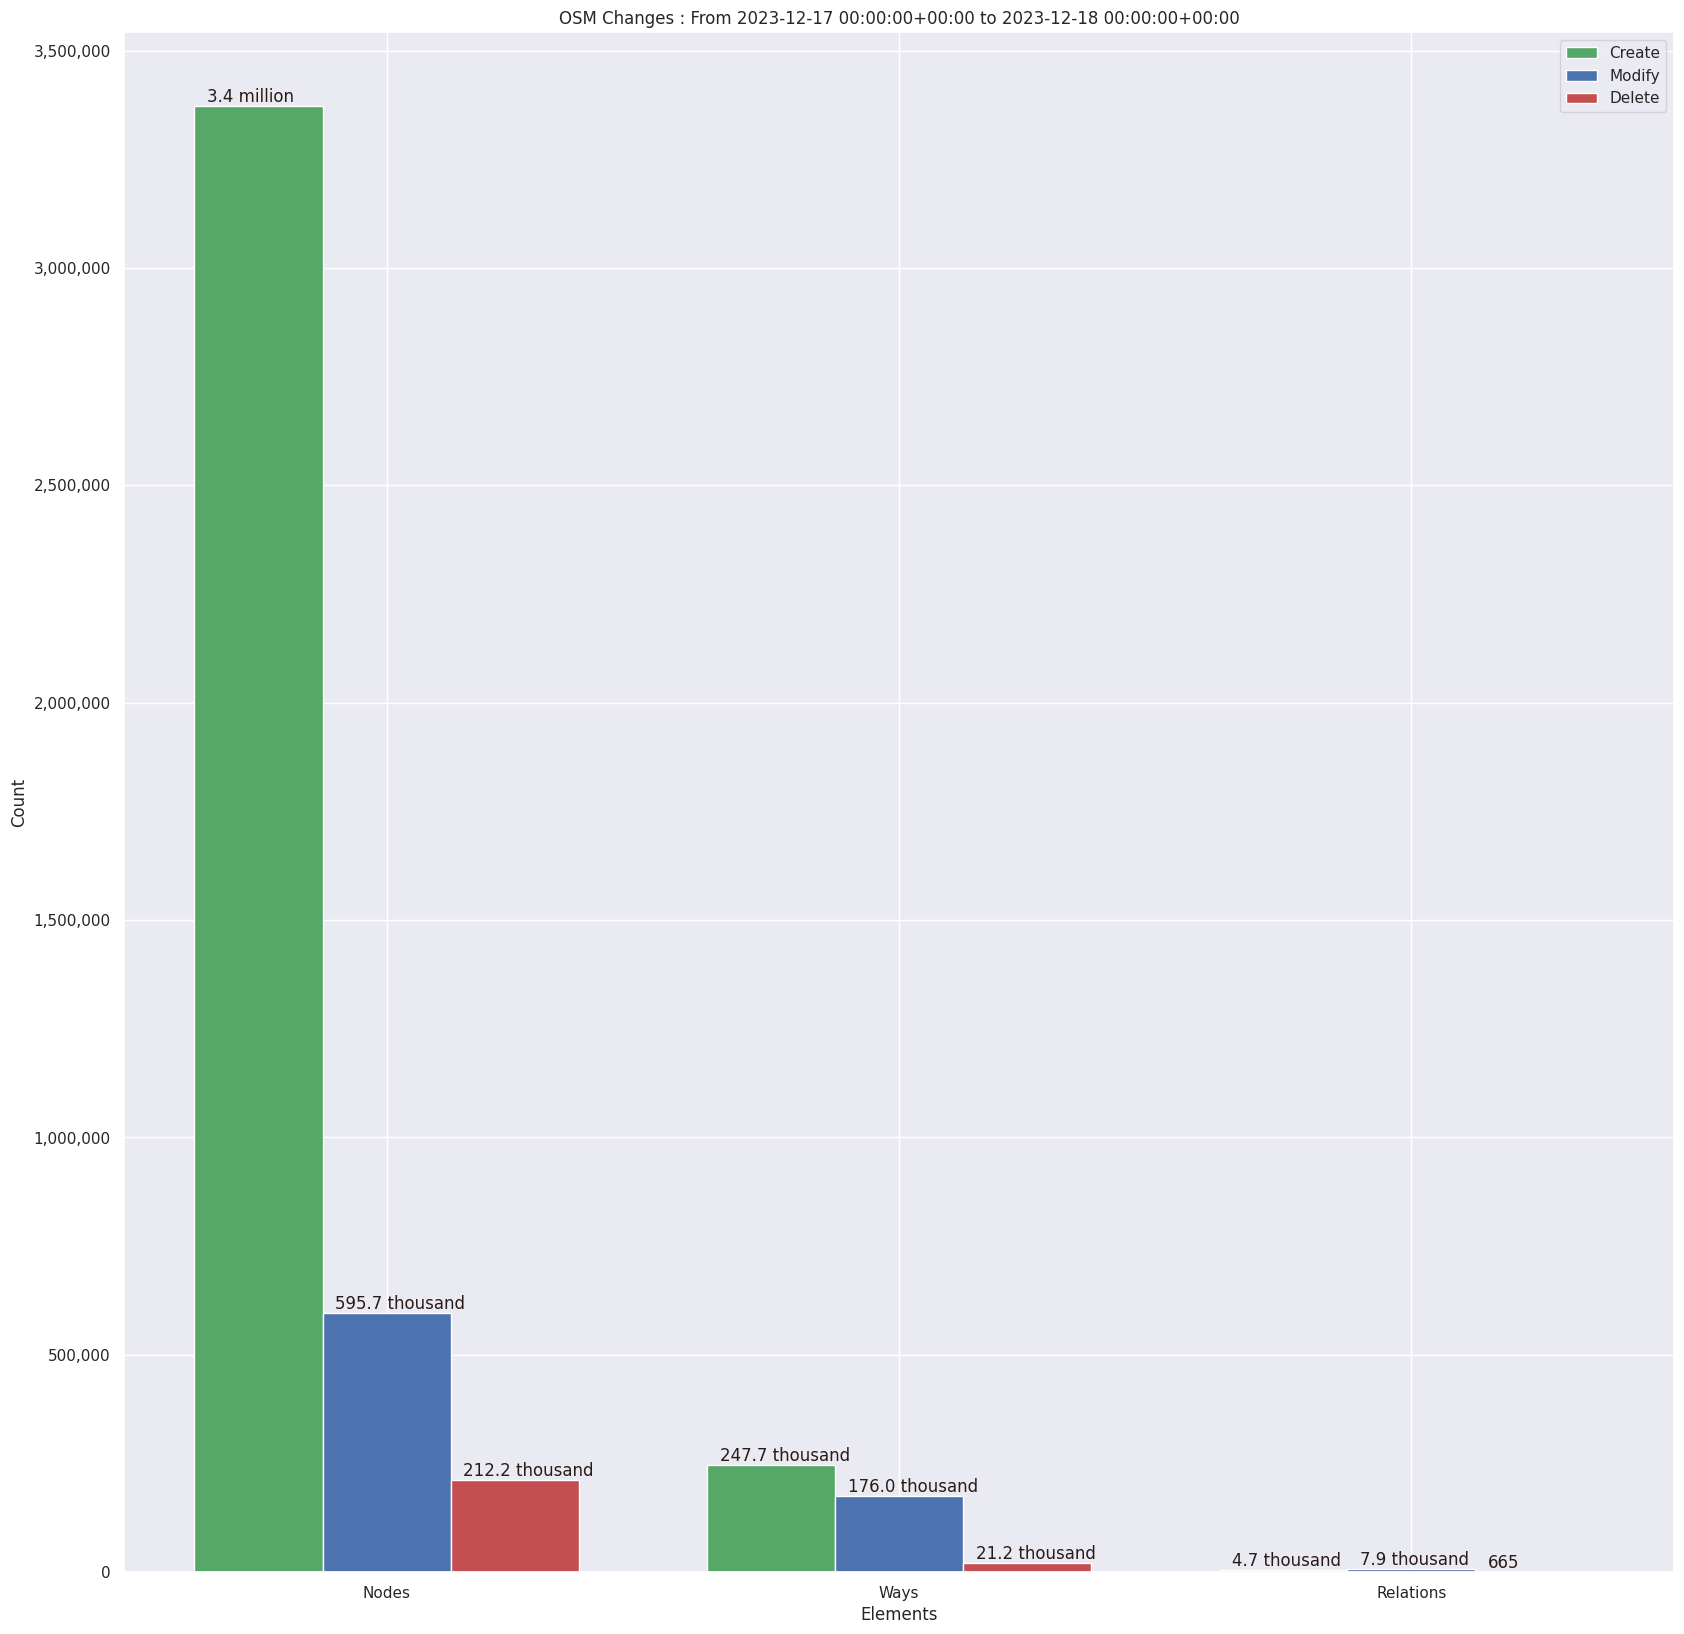 OSM Changes : From 2023-12-17 00:00:00+00:00 to 2023-12-18 00:00:00+00:00
Create
Modify
Delete
3,500,000
3,000,000
2,500,000
2,000,000
1,500,000
1,000,000
500,000
0
Count
3.4 million
595.7 thousand
212.2 thousand
247.7 thousand
176.0 thousand
21.2 thousand
4.7 thousand
7.9 thousand
665
Nodes
Ways
Relations
Elements